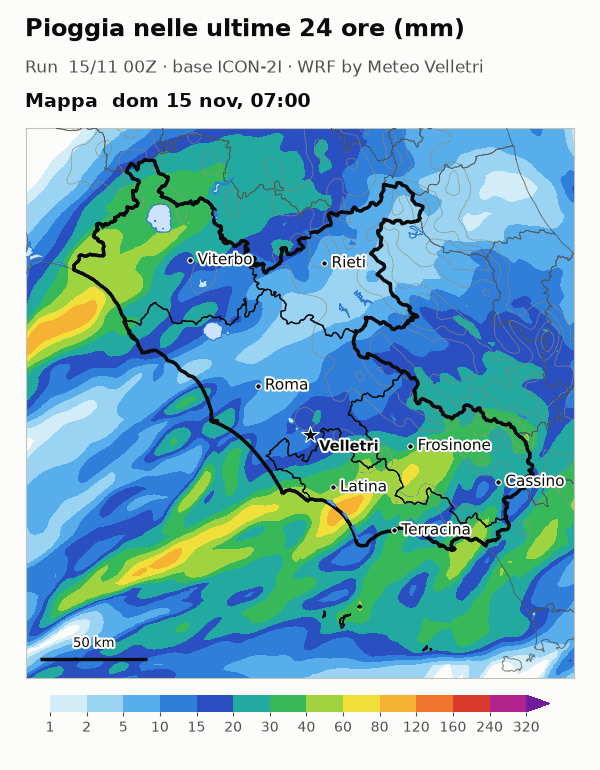 Pioggia nelle ultime 24 ore (mm)
Run 15/11 00Z · base ICON-2I · WRF by Meteo Velletri
Mappa dom 15 nov, 07:00
Viterbo
Rieti
Roma
Velletri
Frosinone
Latina
Cassino
Terracina
50 km
1 2 5 10 15 20 30 40 60 80 120 160 240 320